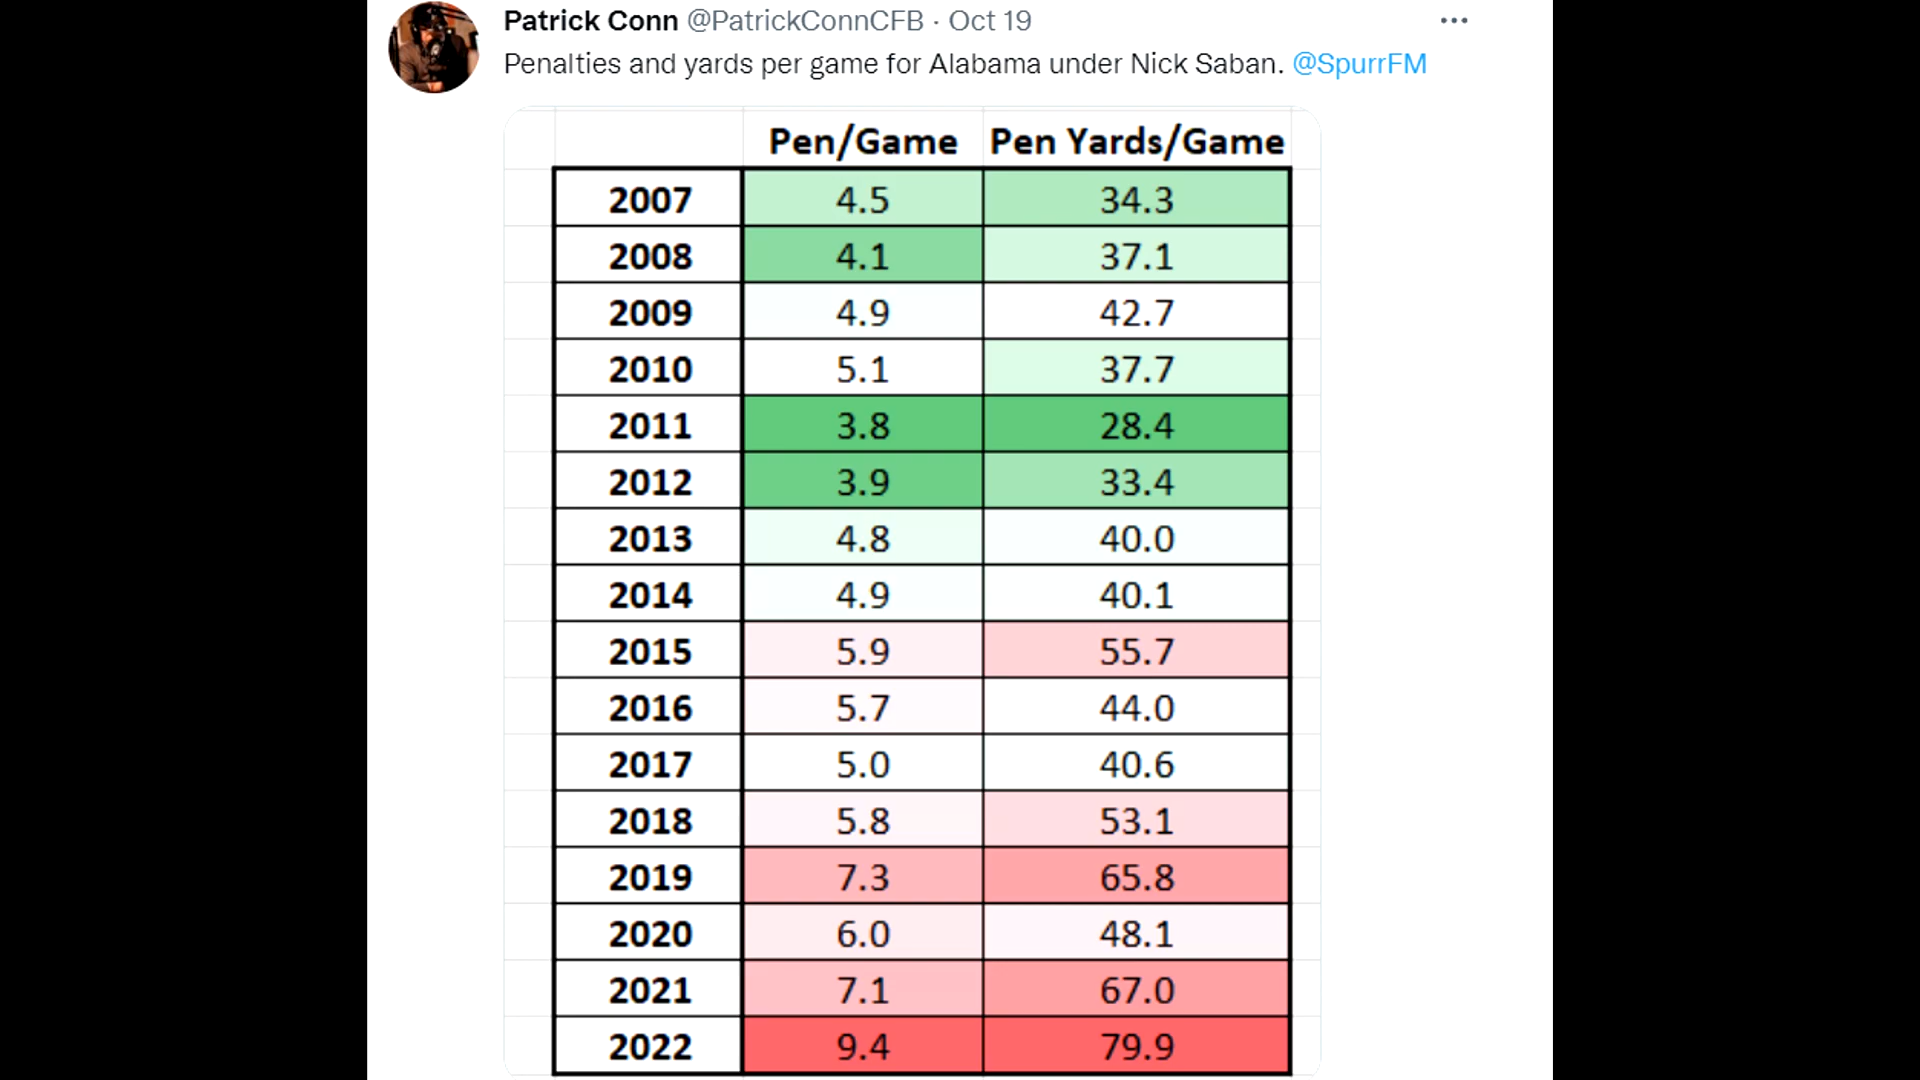 Patrick Conn @PatrickConnCFB · Oct 19
Penalties and yards per game for Alabama under Nick Saban. @SpurrFM
Pen/Game Pen Yards/Game
2007 4.5 34.3
2008 4.1 37.1
2009 4.9 42.7
2010 5.1 37.7
2011 3.8 28.4
2012 3.9 33.4
2013 4.8 40.0
2014 4.9 40.1
2015 5.9 55.7
2016 5.7 44.0
2017 5.0 40.6
2018 5.8 53.1
2019 7.3 65.8
2020 6.0 48.1
2021 7.1 67.0
2022 9.4 79.9